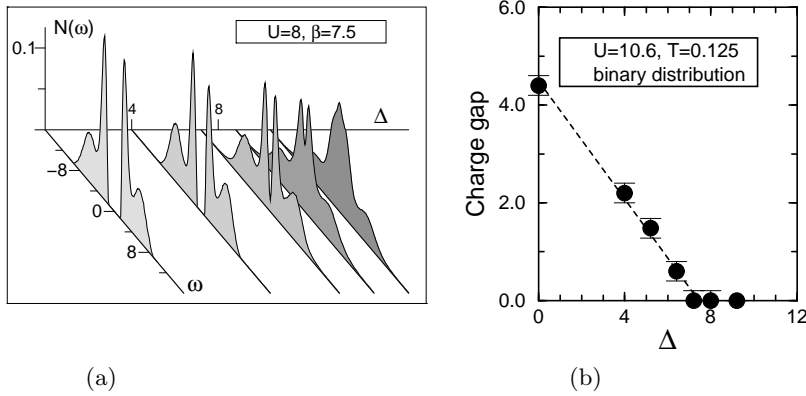 N(ω)
U=8, β=7.5
0.1
4
8
Δ
−8
0
8
ω
(a)
6.0
4.0
2.0
0.0
Charge gap
U=10.6, T=0.125
binary distribution
0 4 8 12
Δ
(b)